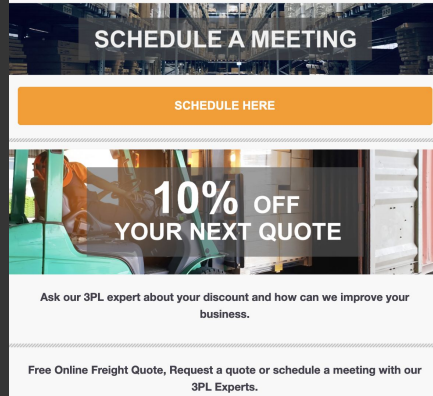 SCHEDULE A MEETING
SCHEDULE HERE
10% OFF
YOUR NEXT QUOTE
Ask our 3PL expert about your discount and how can we improve your
business.
Free Online Freight Quote, Request a quote or schedule a meeting with our
3PL Experts.